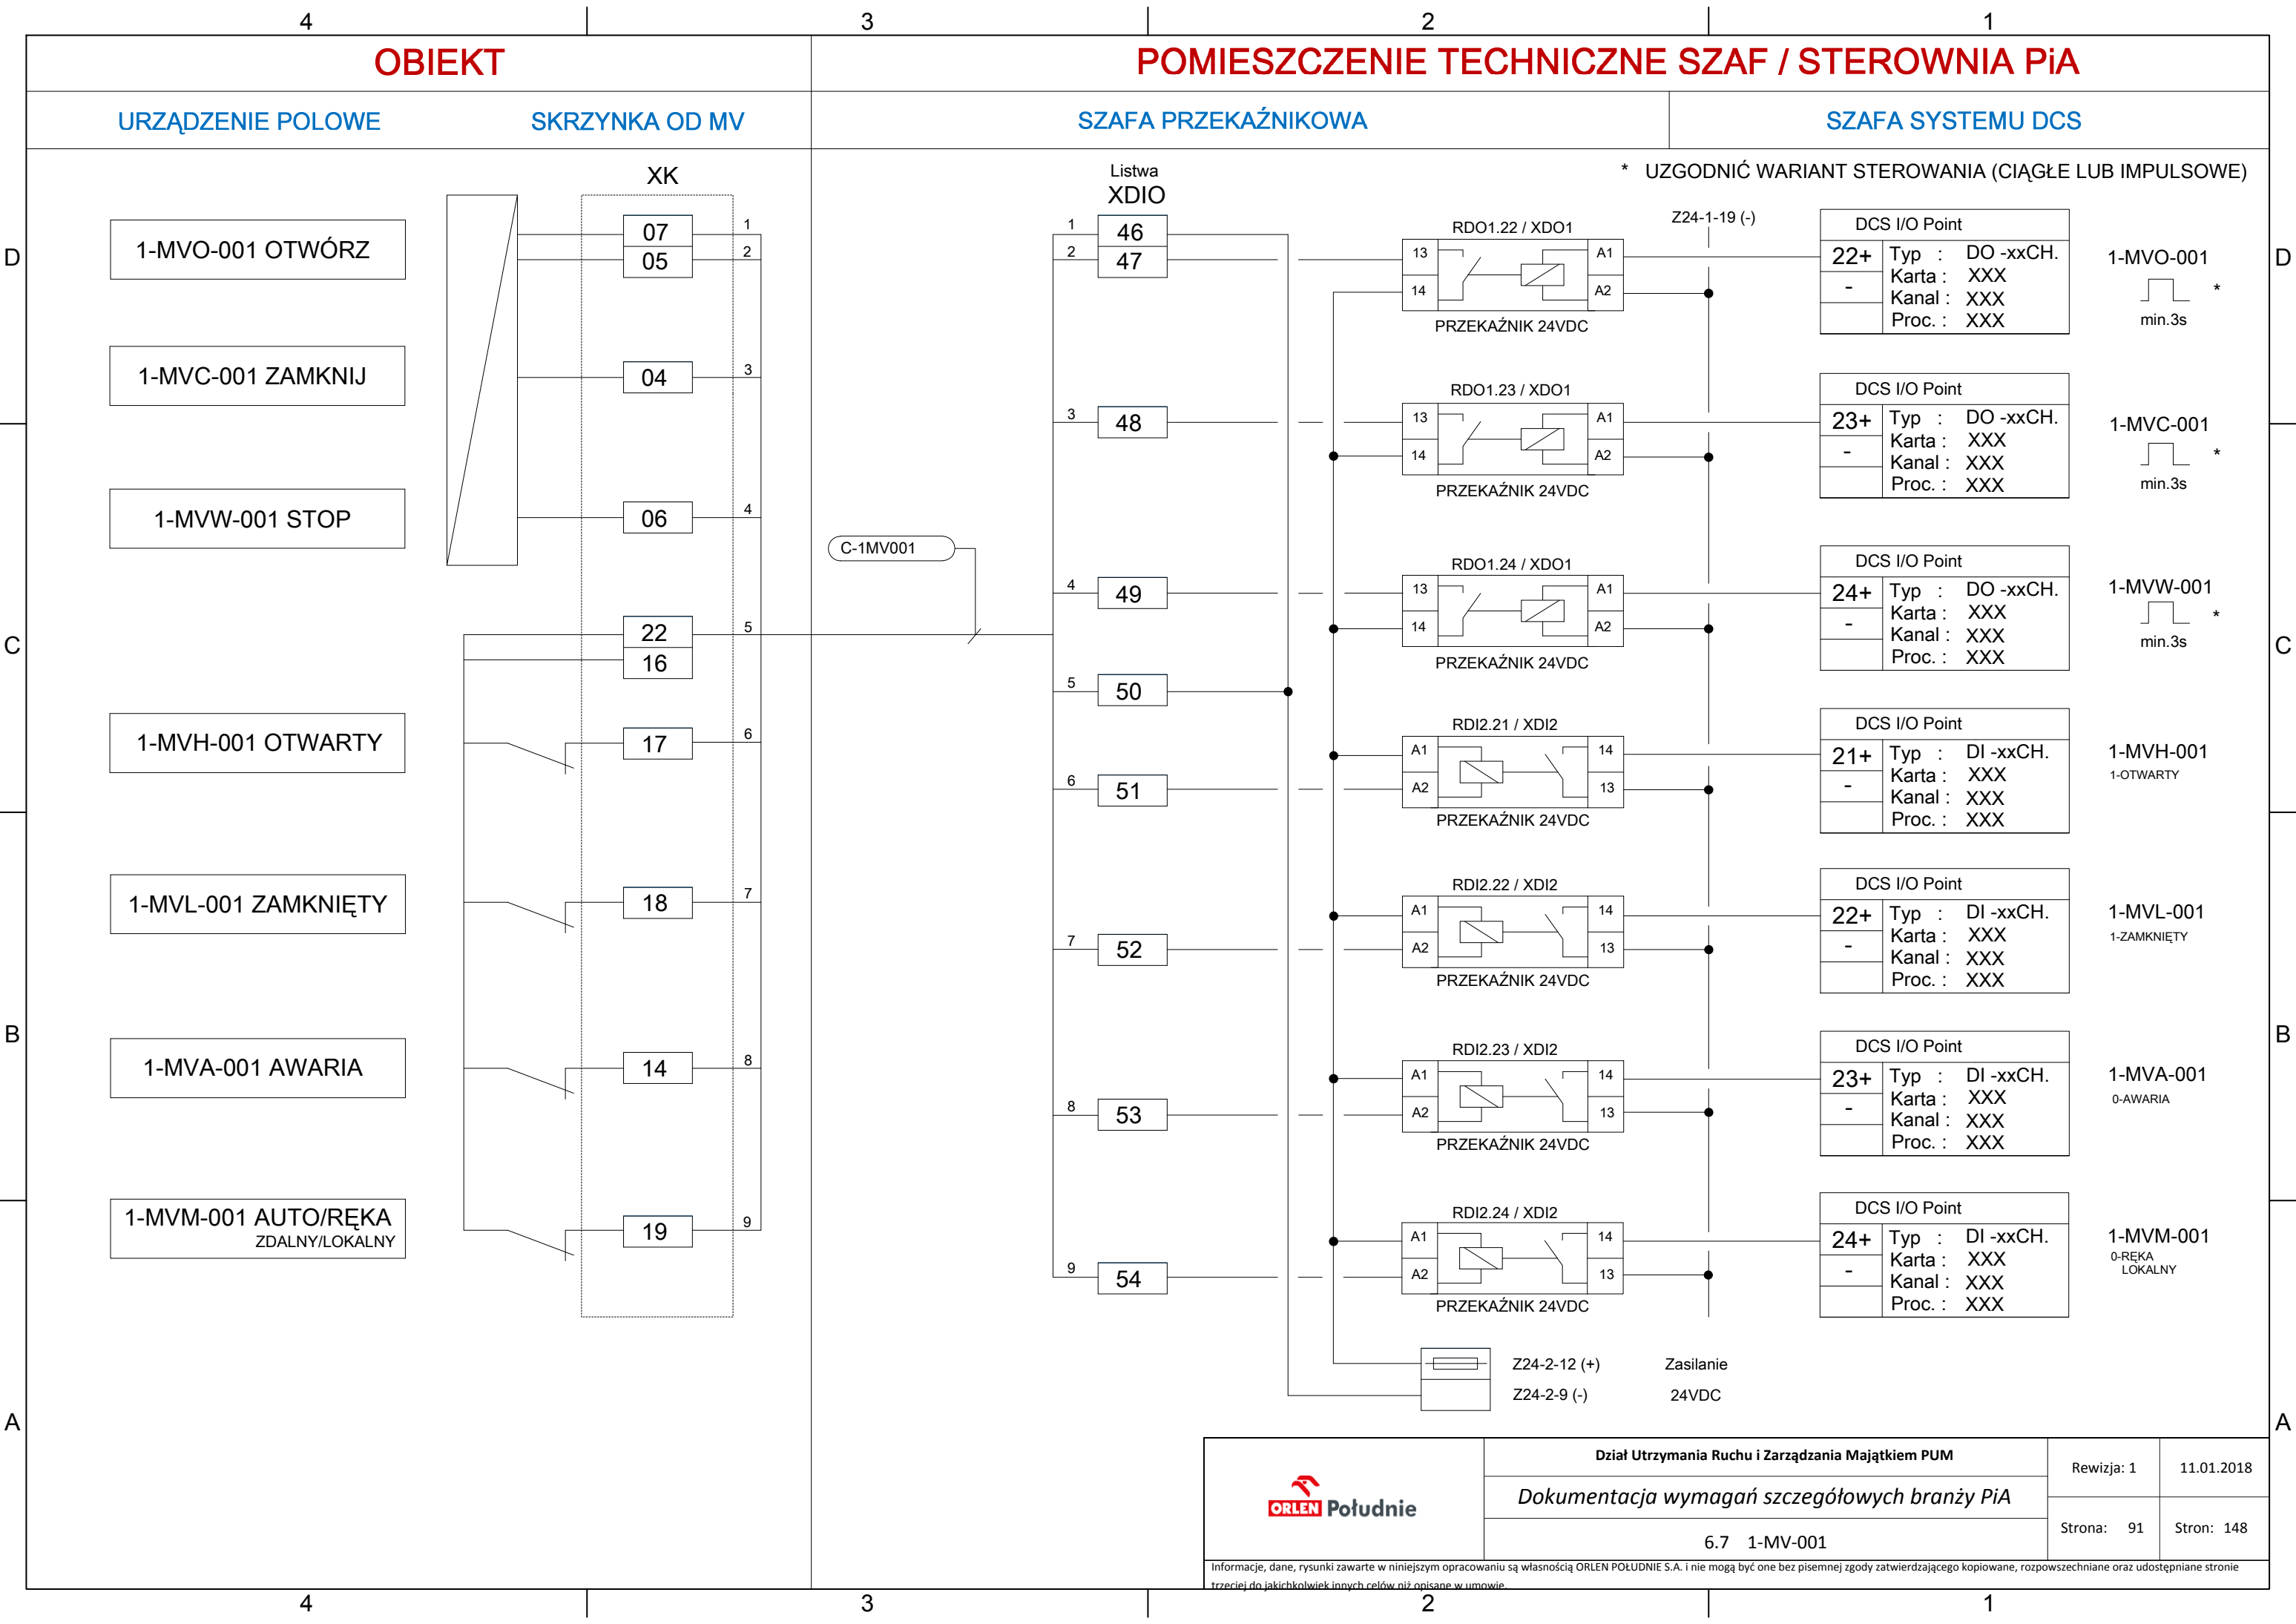 4 3 2 1
OBIEKT
POMIESZCZENIE TECHNICZNE SZAF / STEROWNIA PiA
URZĄDZENIE POLOWE
SKRZYNKA OD MV
SZAFA PRZEKAŹNIKOWA
SZAFA SYSTEMU DCS
XK
Listwa
XDIO
* UZGODNIĆ WARIANT STEROWANIA (CIĄGŁE LUB IMPULSOWE)
D
1-MVO-001 OTWÓRZ
07 1
05 2
1 46
2 47
RDO1.22 / XDO1
13 A1
14 A2
PRZEKAŹNIK 24VDC
Z24-1-19 (-)
DCS I/O Point
22+ Typ : DO -xxCH.
- Karta : XXX
Kanal : XXX
Proc. : XXX
1-MVO-001
*
min.3s
D
1-MVC-001 ZAMKNIJ
04 3
3 48
RDO1.23 / XDO1
13 A1
14 A2
PRZEKAŹNIK 24VDC
DCS I/O Point
23+ Typ : DO -xxCH.
- Karta : XXX
Kanal : XXX
Proc. : XXX
1-MVC-001
*
min.3s
1-MVW-001 STOP
06 4
C-1MV001
4 49
RDO1.24 / XDO1
13 A1
14 A2
PRZEKAŹNIK 24VDC
DCS I/O Point
24+ Typ : DO -xxCH.
- Karta : XXX
Kanal : XXX
Proc. : XXX
1-MVW-001
*
min.3s
C
22 5
16
5 50
C
1-MVH-001 OTWARTY
17 6
6 51
RDI2.21 / XDI2
A1 14
A2 13
PRZEKAŹNIK 24VDC
DCS I/O Point
21+ Typ : DI -xxCH.
- Karta : XXX
Kanal : XXX
Proc. : XXX
1-MVH-001
1-OTWARTY
1-MVL-001 ZAMKNIĘTY
18 7
7 52
RDI2.22 / XDI2
A1 14
A2 13
PRZEKAŹNIK 24VDC
DCS I/O Point
22+ Typ : DI -xxCH.
- Karta : XXX
Kanal : XXX
Proc. : XXX
1-MVL-001
1-ZAMKNIĘTY
B
1-MVA-001 AWARIA
14 8
8 53
RDI2.23 / XDI2
A1 14
A2 13
PRZEKAŹNIK 24VDC
DCS I/O Point
23+ Typ : DI -xxCH.
- Karta : XXX
Kanal : XXX
Proc. : XXX
1-MVA-001
0-AWARIA
B
1-MVM-001 AUTO/RĘKA
ZDALNY/LOKALNY
19 9
9 54
RDI2.24 / XDI2
A1 14
A2 13
PRZEKAŹNIK 24VDC
DCS I/O Point
24+ Typ : DI -xxCH.
- Karta : XXX
Kanal : XXX
Proc. : XXX
1-MVM-001
0-RĘKA
LOKALNY
Z24-2-12 (+) Zasilanie
Z24-2-9 (-) 24VDC
A A
ORLEN Południe
Dział Utrzymania Ruchu i Zarządzania Majątkiem PUM
Dokumentacja wymagań szczegółowych branży PiA
6.7 1-MV-001
Rewizja: 1 11.01.2018
Strona: 91 Stron: 148
Informacje, dane, rysunki zawarte w niniejszym opracowaniu są własnością ORLEN POŁUDNIE S.A. i nie mogą być one bez pisemnej zgody zatwierdzającego kopiowane, rozpowszechniane oraz udostępniane stronie
trzeciej do jakichkolwiek innych celów niż opisane w umowie.
4 3 2 1